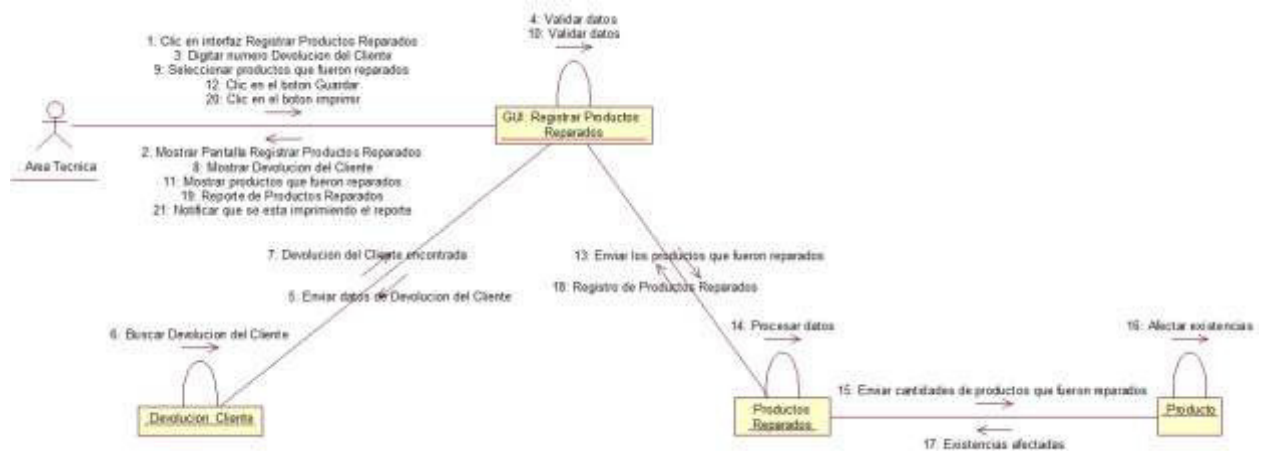 4: Validar datos
10: Validar datos
1: Clic en interfaz Registrar Productos Reparados
3: Digitar numero Devolucion del Cliente
9: Seleccionar productos que fueron reparados
12: Clic en el boton Guardar
20: Clic en el boton imprimir
GUI: Registrar Productos
Reparados
Area Tecnica
2: Mostrar Pantalla Registrar Productos Reparados
8: Mostrar Devolucion del Cliente
11: Mostrar productos que fueron reparados
19: Reporte de Productos Reparados
21: Notificar que se esta imprimiendo el reporte
7: Devolucion del Cliente encontrada
5: Enviar datos de Devolucion del Cliente
6: Buscar Devolucion del Cliente
Devolucion Cliente
13: Enviar los productos que fueron reparados
18: Registro de Productos Reparados
14: Procesar datos
16: Afectar existencias
15: Enviar cantidades de productos que fueron reparados
Productos
Reparados
Producto
17: Existencias afectadas